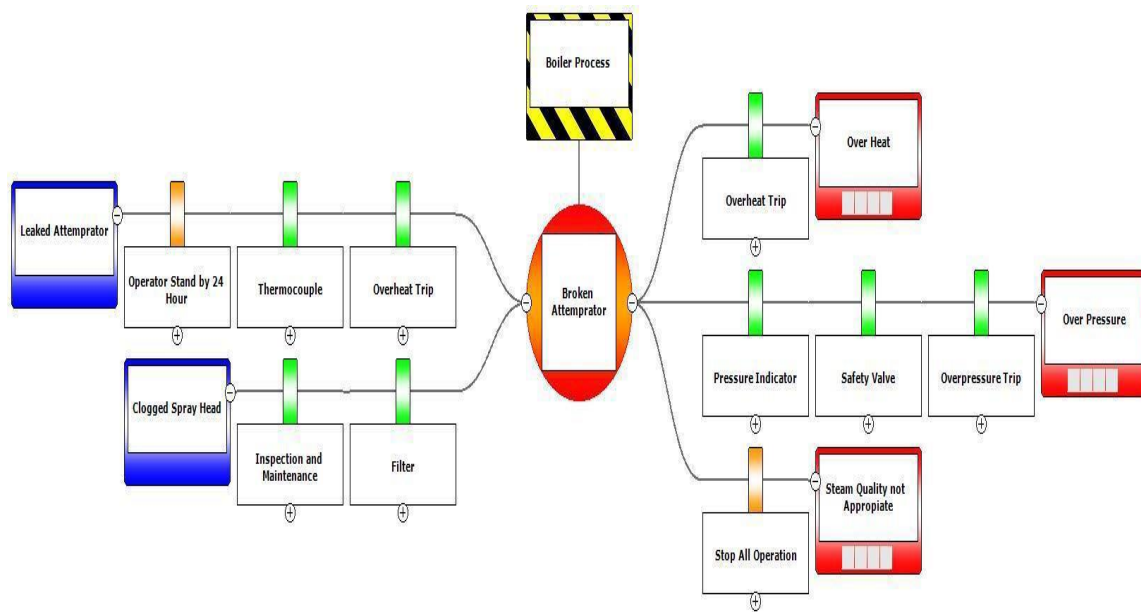 Boiler Process
Over Heat
Overheat Trip
Leaked Attemprator
Operator Stand by 24
Hour
Thermocouple
Overheat Trip
Broken
Attemprator
Over Pressure
Pressure Indicator
Safety Valve
Overpressure Trip
Clogged Spray Head
Inspection and
Maintenance
Filter
Steam Quality not
Appropiate
Stop All Operation